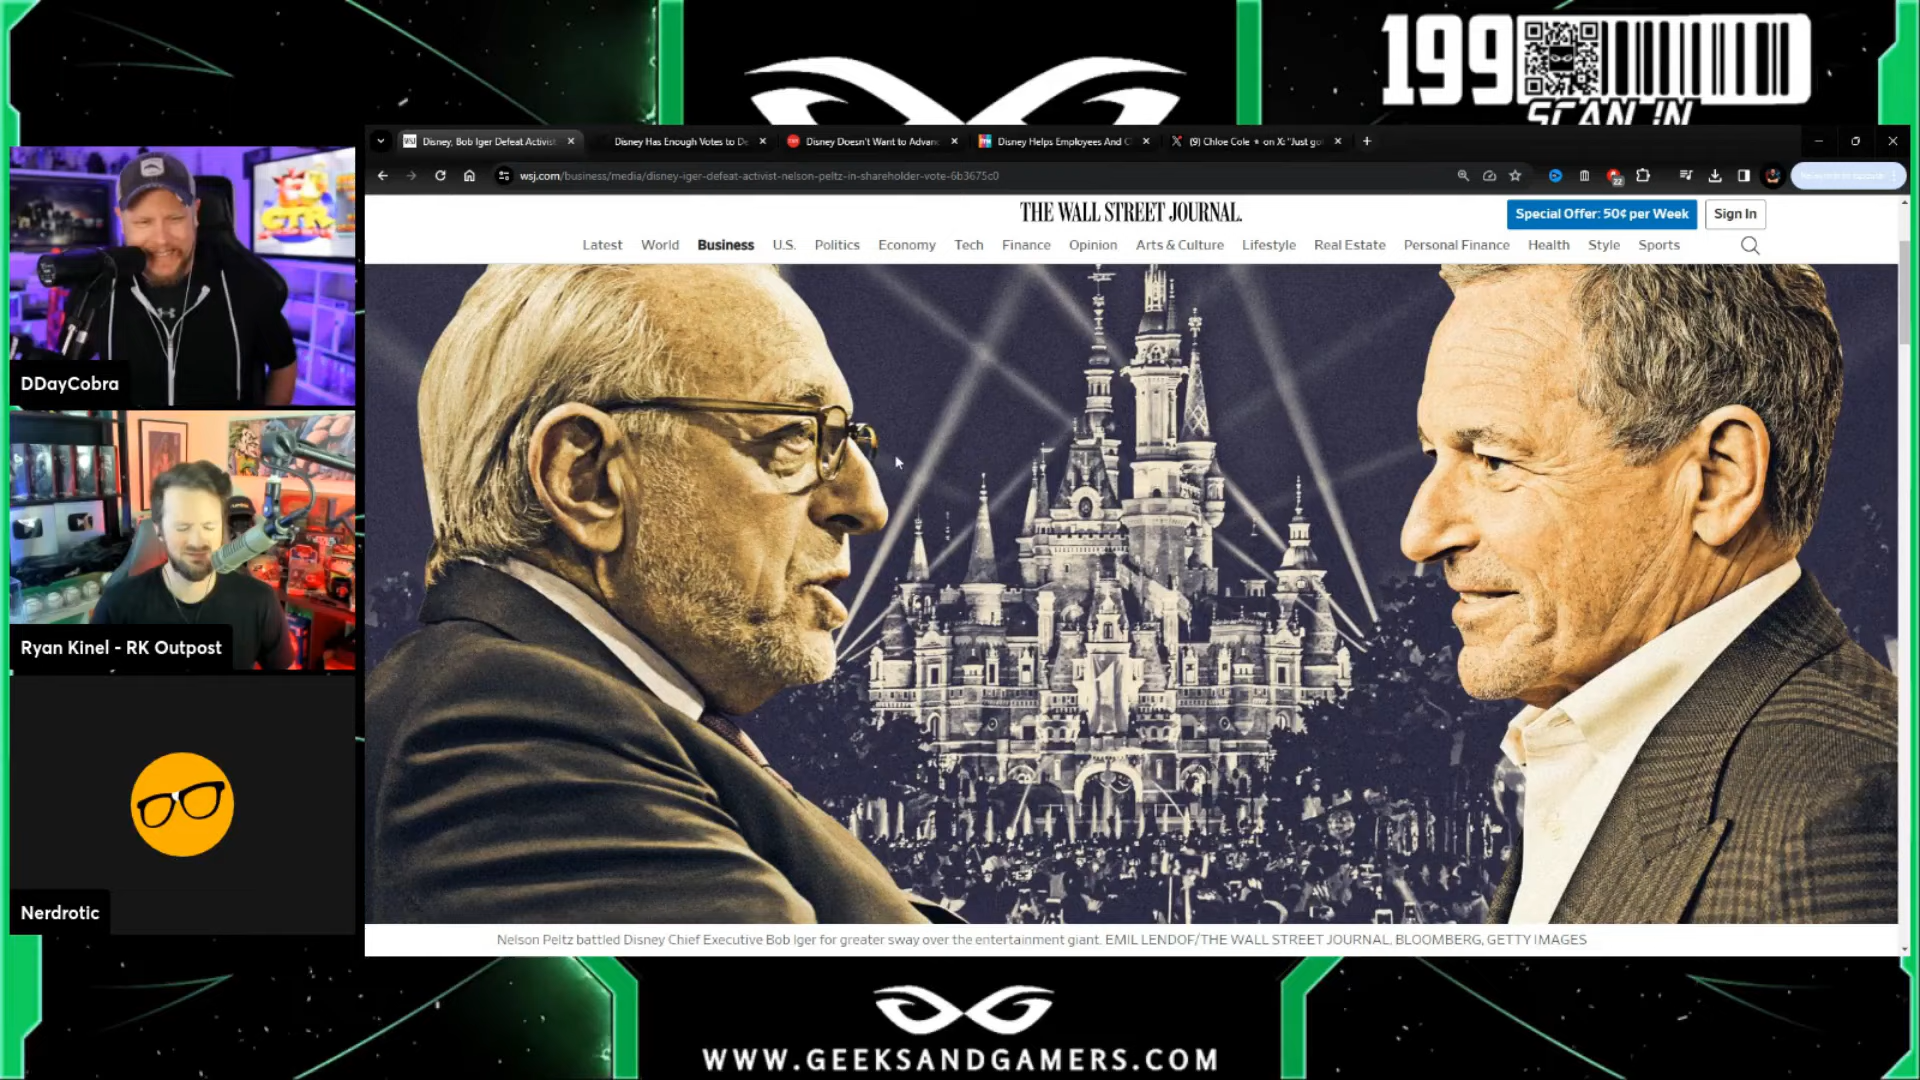 199
SCAN IN
Disney, Bob Iger Defeat Activist
Disney Has Enough Votes to De
Disney Doesn't Want to Advanc
Disney Helps Employees And C
(9) Chloe Cole on X: "Just go
wsj.com/business/media/disney-iger-defeat-activist-nelson-peltz-in-shareholder-vote-6b3675c0
22
THE WALL STREET JOURNAL.
Special Offer: 50¢ per Week
Sign In
Latest World Business U.S. Politics Economy Tech Finance Opinion Arts & Culture Lifestyle Real Estate Personal Finance Health Style Sports
CTR
DDayCobra
Ryan Kinel - RK Outpost
Nerdrotic
Nelson Peltz battled Disney Chief Executive Bob Iger for greater sway over the entertainment giant. EMIL LENDOF/THE WALL STREET JOURNAL, BLOOMBERG, GETTY IMAGES
WWW.GEEKSANDGAMERS.COM